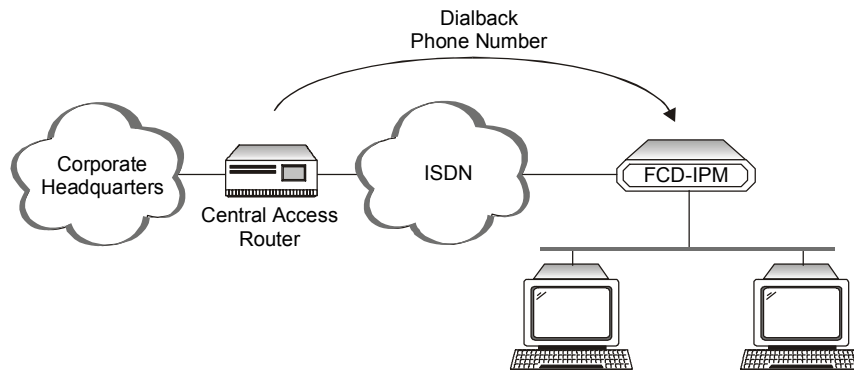 Dialback
Phone Number
Corporate
Headquarters
Central Access
Router
ISDN
FCD-IPM